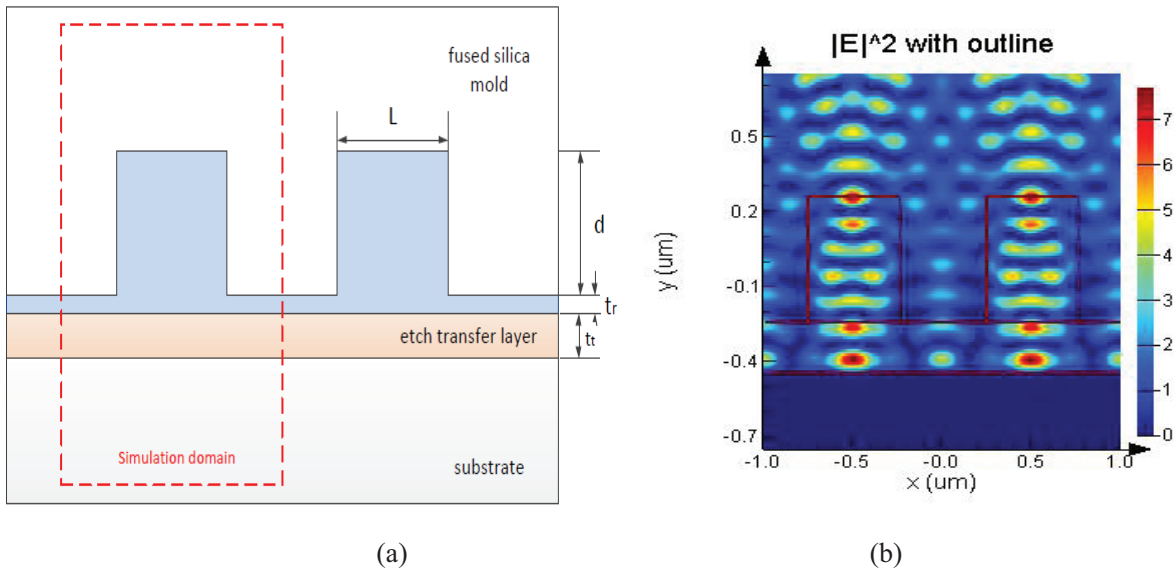 fused silica
mold
L
d
tr
etch transfer layer
tt
Simulation domain
substrate
(a)
|E|^2 with outline
y (um)
0.5
0.2
-0.1
-0.4
-0.7
-1.0
-0.5
-0.0
0.5
1.0
x (um)
7
6
5
4
3
2
1
0
(b)